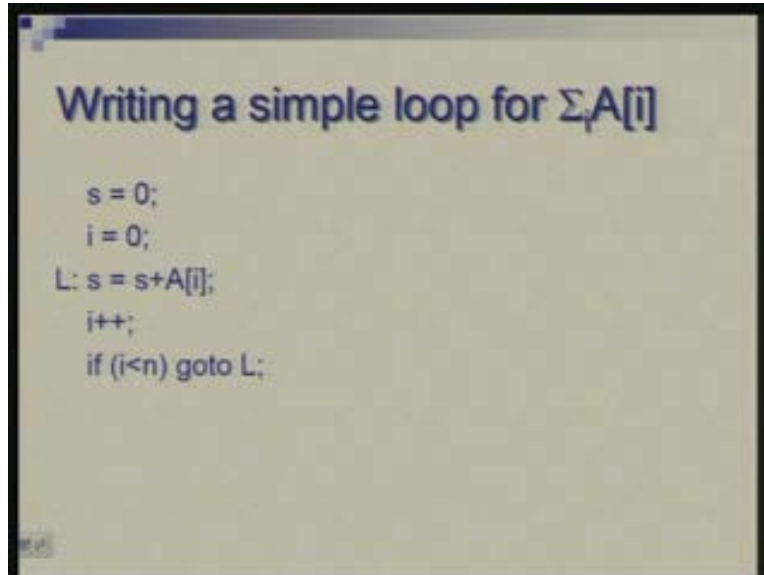 Writing a simple loop for ΣᵢA[i]
s = 0;
i = 0;
L: s = s+A[i];
i++;
if (i<n) goto L;